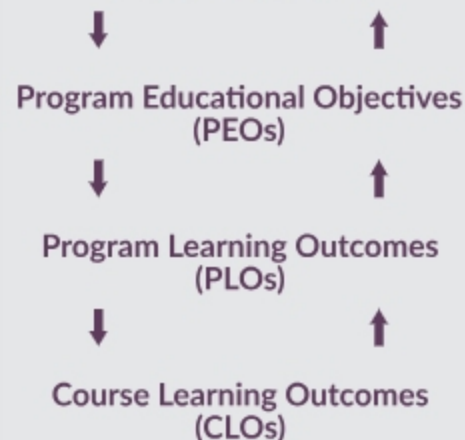 Program Educational Objectives
(PEOs)
Program Learning Outcomes
(PLOs)
Course Learning Outcomes
(CLOs)